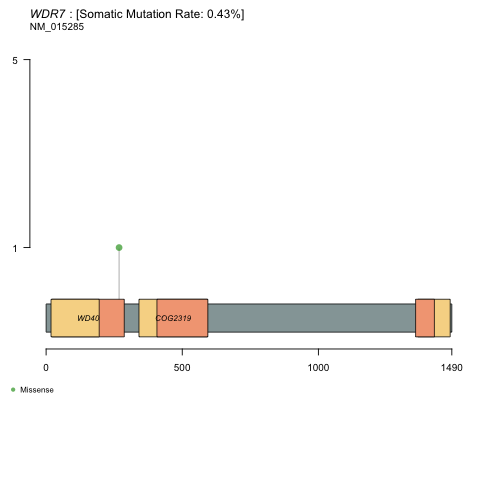 WDR7 : [Somatic Mutation Rate: 0.43%]
NM_015285
5
1
WD40 COG2319
0 500 1000 1490
Missense